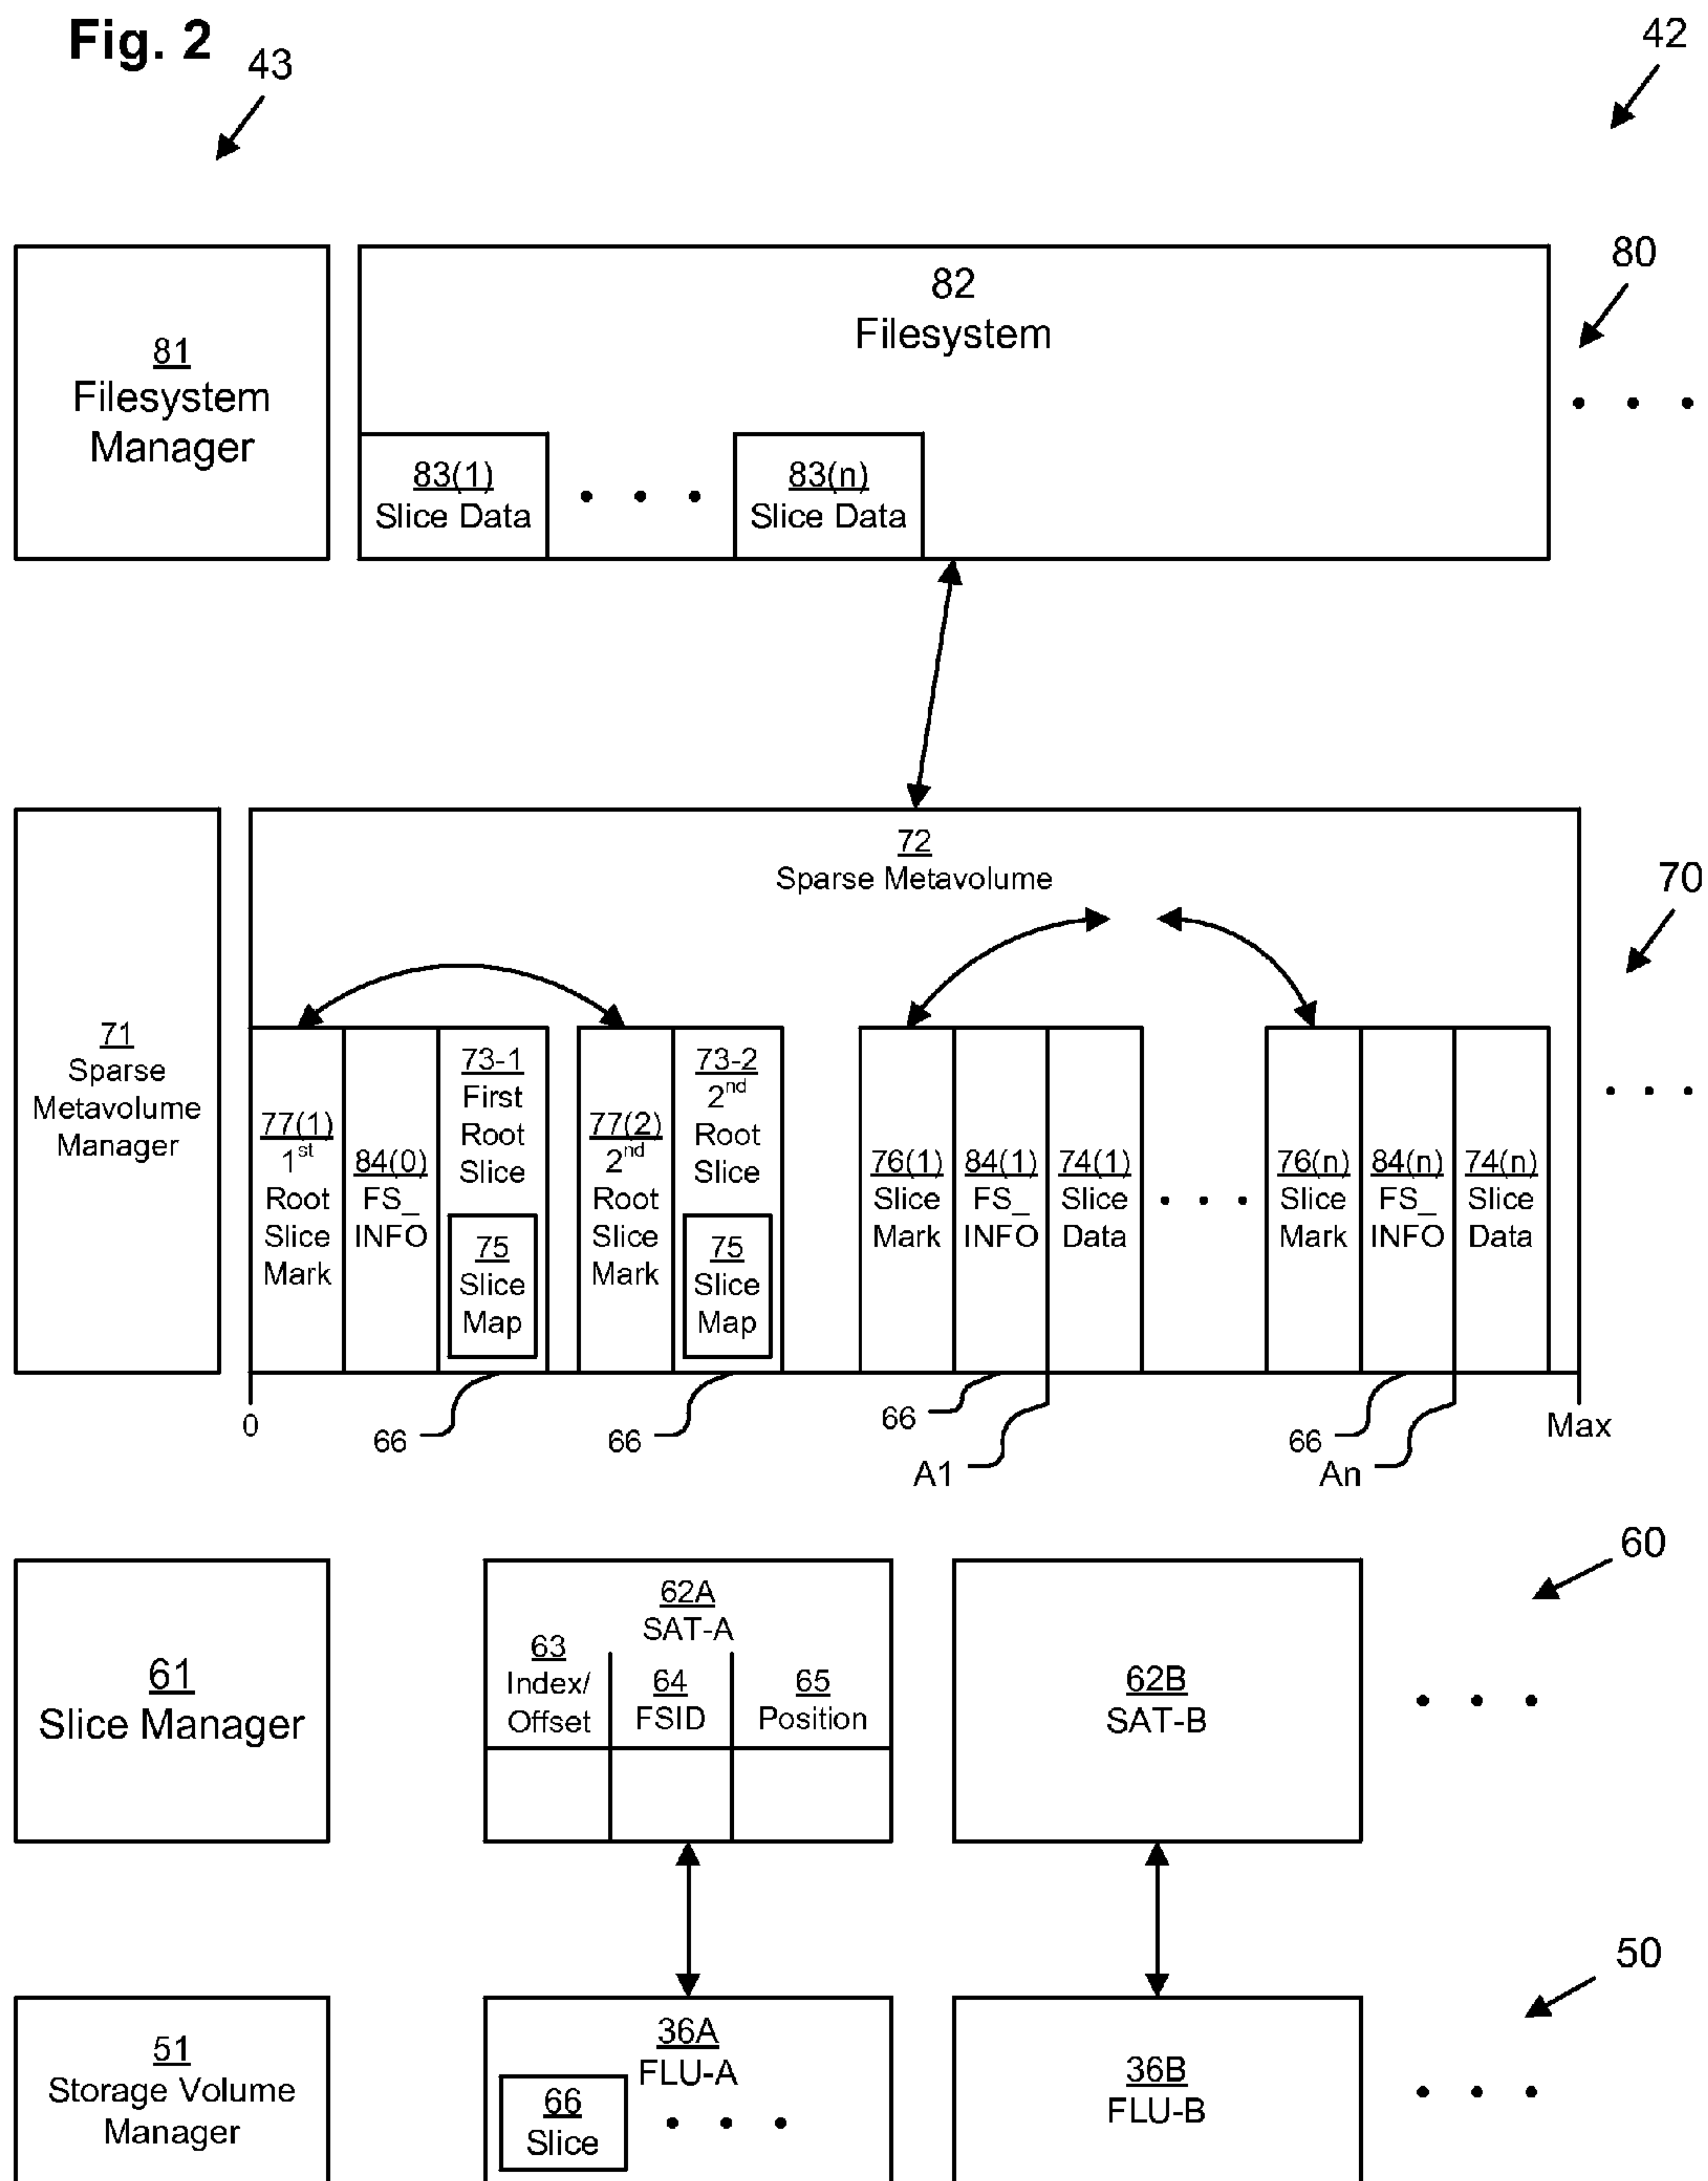 Fig. 2
43
42
80
81
Filesystem
Manager
82
Filesystem
83(1)
Slice Data
83(n)
Slice Data
70
71
Sparse
Metavolume
Manager
72
Sparse Metavolume
77(1)
1st
Root
Slice
Mark
84(0)
FS_
INFO
73-1
First
Root
Slice
75
Slice
Map
77(2)
2nd
Root
Slice
Mark
73-2
2nd
Root
Slice
75
Slice
Map
76(1)
Slice
Mark
84(1)
FS_
INFO
74(1)
Slice
Data
76(n)
Slice
Mark
84(n)
FS_
INFO
74(n)
Slice
Data
0
66
66
66
A1
66
An
Max
60
61
Slice Manager
62A
SAT-A
63
Index/
Offset
64
FSID
65
Position
62B
SAT-B
50
51
Storage Volume
Manager
36A
FLU-A
66
Slice
36B
FLU-B